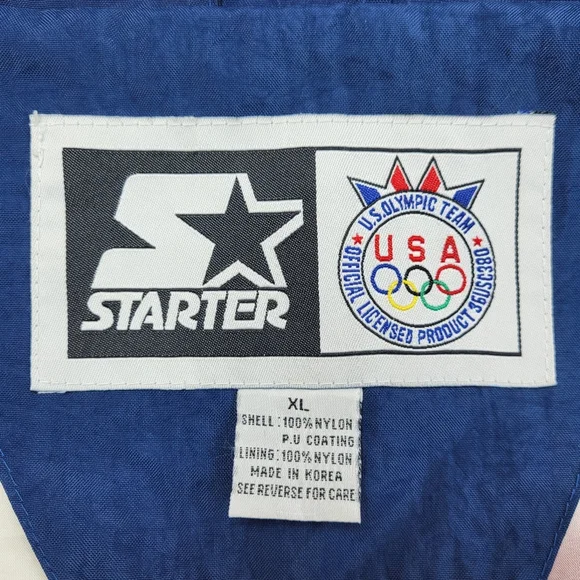 STARTER
U.S.OLYMPIC TEAM
USA
OFFICIAL LICENSED PRODUCT 36USC380
XL
SHELL:100%NYLON
P.U COATING
LINING:100%NYLON
MADE IN KOREA
SEE REVERSE FOR CARE